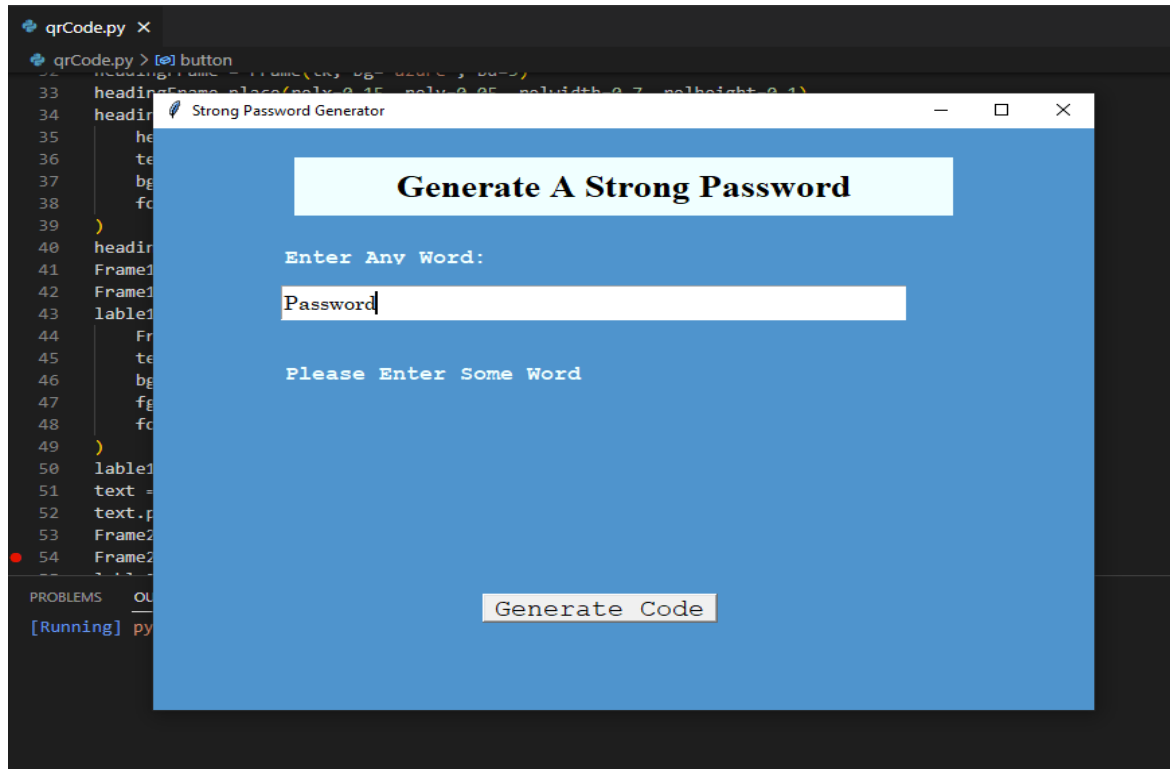 qrCode.py
qrCode.py > button
33 headingFrame.place(relx=0.15, rely=0.05, relwidth=0.7, relheight=0.1)
34 headin
Strong Password Generator
35 he
36 te
37 bg
38 fo
39 )
40 headin
41 Frame1
42 Frame1
43 lable1
44 Fr
45 te
46 bg
47 fg
48 fo
49 )
50 lable1
51 text =
52 text.p
53 Frame2
54 Frame2
Generate A Strong Password
Enter Any Word:
Password
Please Enter Some Word
Generate Code
PROBLEMS OU
[Running] py